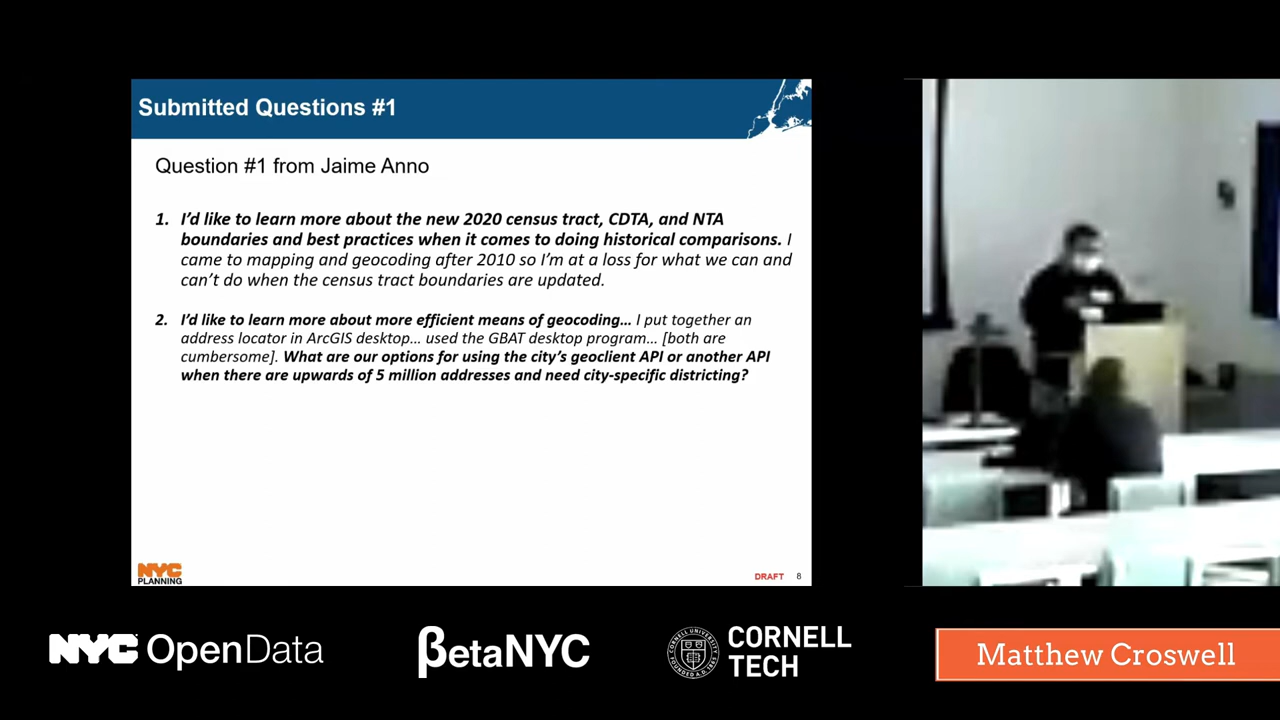 Submitted Questions #1
Question #1 from Jaime Anno
1. I'd like to learn more about the new 2020 census tract, CDTA, and NTA
boundaries and best practices when it comes to doing historical comparisons. I
came to mapping and geocoding after 2010 so I'm at a loss for what we can and
can't do when the census tract boundaries are updated.
2. I'd like to learn more about more efficient means of geocoding… I put together an
address locator in ArcGIS desktop… used the GBAT desktop program… [both are
cumbersome]. What are our options for using the city's geoclient API or another API
when there are upwards of 5 million addresses and need city-specific districting?
NYC
PLANNING
DRAFT 8
NYC OpenData
βetaNYC
CORNELL
TECH
Matthew Croswell